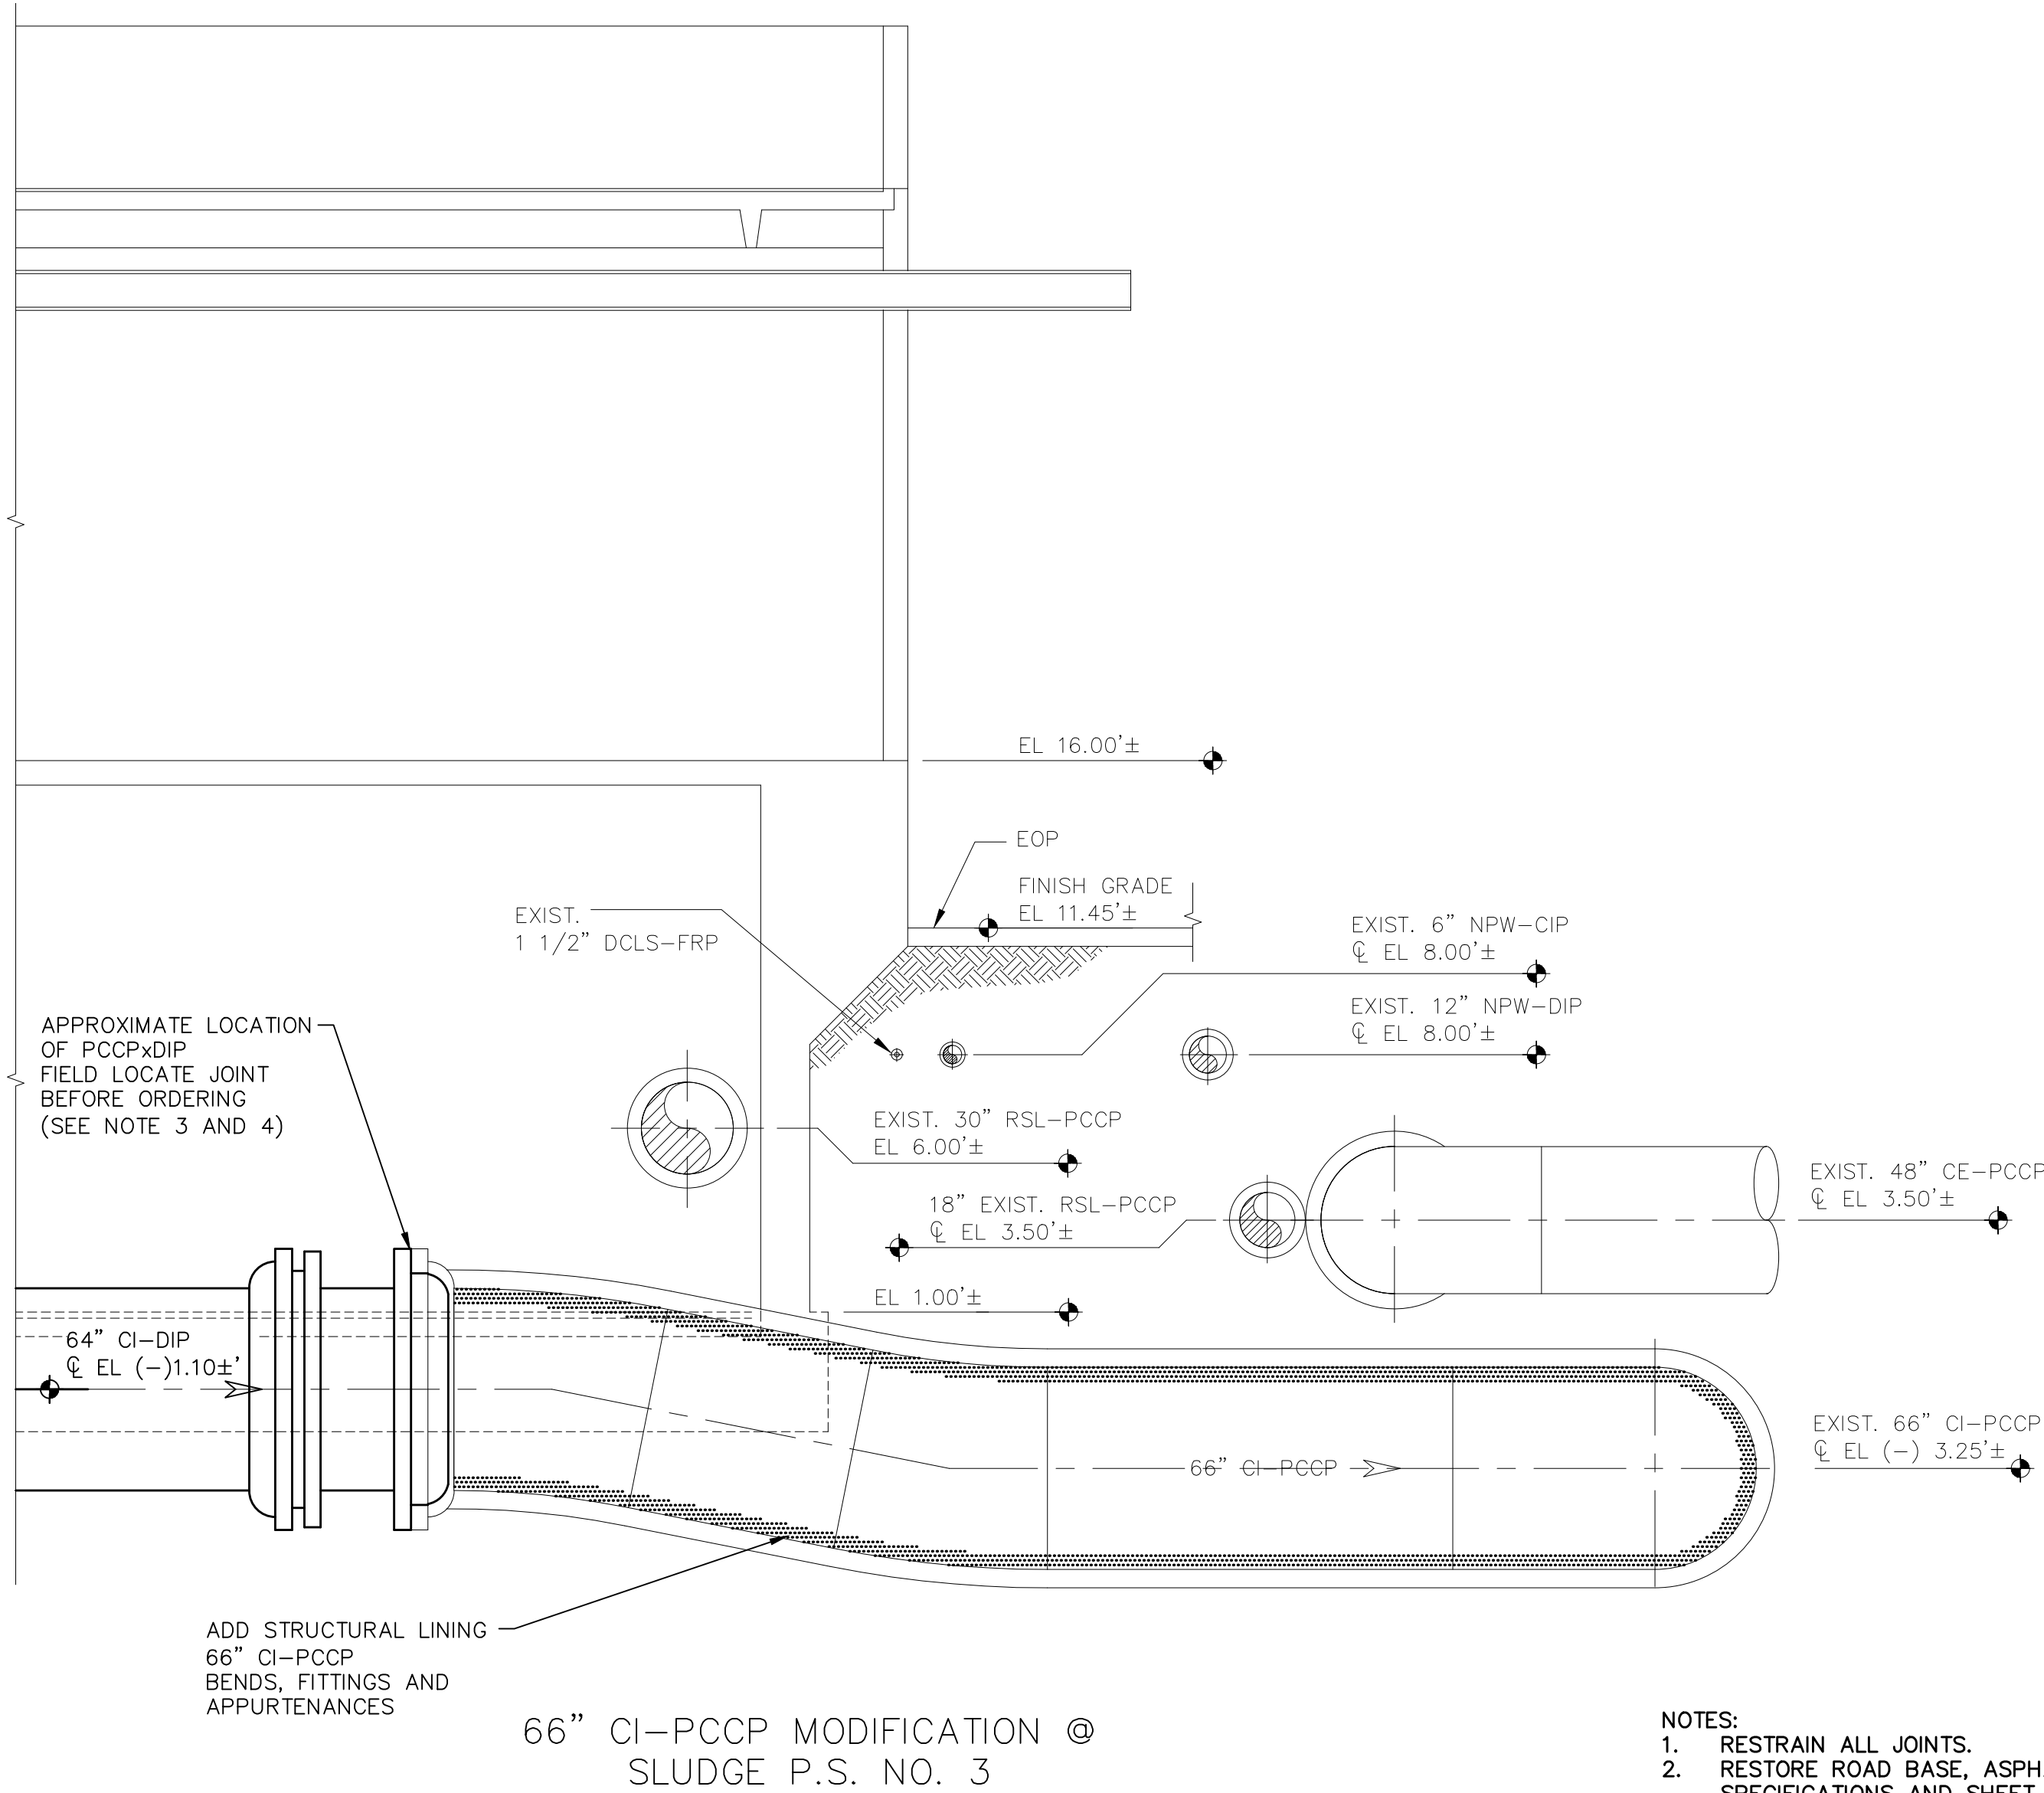 EL 16.00'±
EOP
FINISH GRADE
EL 11.45'±
EXIST.
1 1/2" DCLS-FRP
EXIST. 6" NPW-CIP
℄ EL 8.00'±
EXIST. 12" NPW-DIP
℄ EL 8.00'±
APPROXIMATE LOCATION
OF PCCPxDIP
FIELD LOCATE JOINT
BEFORE ORDERING
(SEE NOTE 3 AND 4)
EXIST. 30" RSL-PCCP
EL 6.00'±
18" EXIST. RSL-PCCP
℄ EL 3.50'±
EXIST. 48" CE-PCCP
℄ EL 3.50'±
EL 1.00'±
64" CI-DIP
℄ EL (-)1.10±'
66" CI-PCCP
EXIST. 66" CI-PCCP
℄ EL (-) 3.25'±
ADD STRUCTURAL LINING
66" CI-PCCP
BENDS, FITTINGS AND
APPURTENANCES
66" CI-PCCP MODIFICATION @
SLUDGE P.S. NO. 3
NOTES:
1. RESTRAIN ALL JOINTS.
2. RESTORE ROAD BASE, ASPH
SPECIFICATIONS AND SHEET